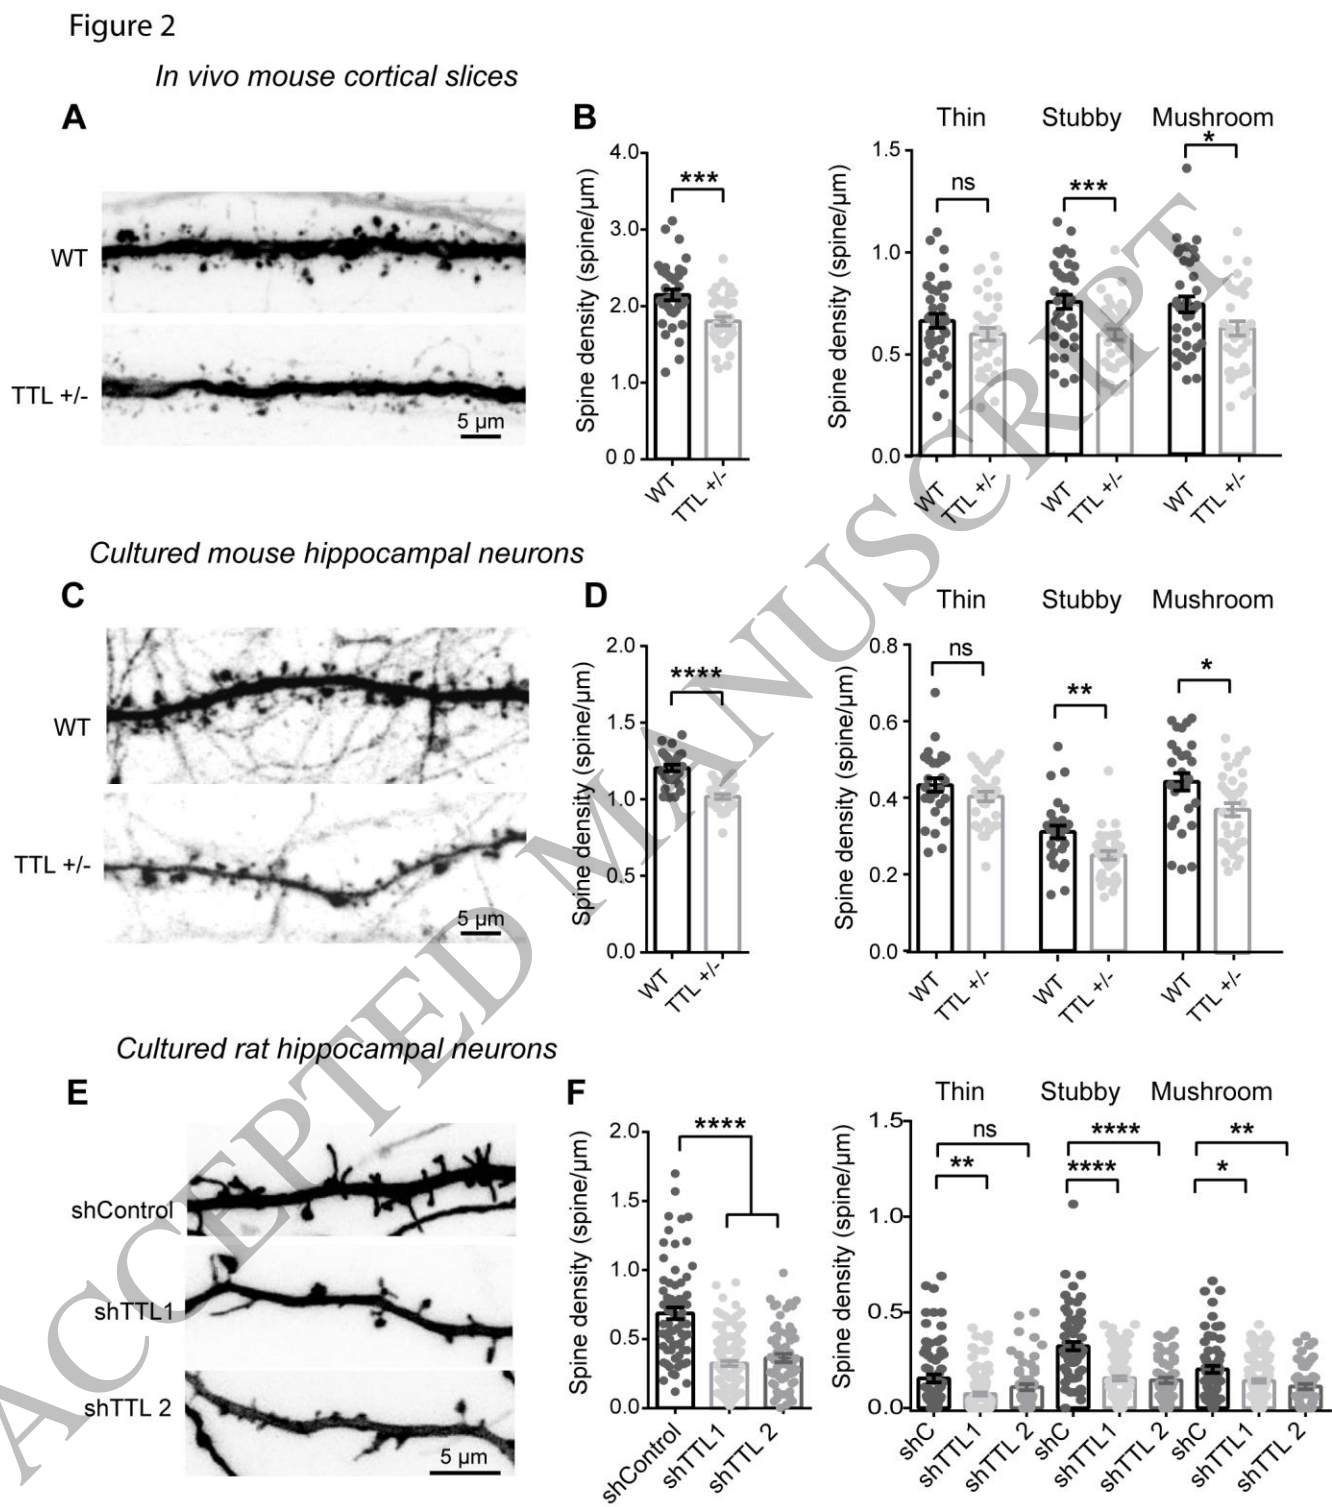 Figure 2
In vivo mouse cortical slices
A
WT
TTL +/-
5 µm
B
Spine density (spine/µm)
4.0
3.0
2.0
1.0
0 0
***
WT
TTL +/-
Thin
Stubby
Mushroom
Spine density (spine/µm)
1.5
1.0
0.5
0.0
ns
***
*
WT
TTL +/-
WT
TTL +/-
WT
TTL +/-
Cultured mouse hippocampal neurons
C
WT
TTL +/-
5 µm
D
Spine density (spine/µm)
2.0
1.5
1.0
0.5
0.0
****
WT
TTL +/-
Thin
Stubby
Mushroom
Spine density (spine/µm)
0.8
0.6
0.4
0.2
0.0
ns
**
*
WT
TTL +/-
WT
TTL +/-
WT
TTL +/-
Cultured rat hippocampal neurons
E
shControl
shTTL1
shTTL 2
5 µm
F
Spine density (spine/µm)
2.0
1.5
1.0
0.5
0.0
****
shControl
shTTL1
shTTL 2
Thin
Stubby
Mushroom
Spine density (spine/µm)
1.5
1.0
0.5
0.0
ns
**
****
****
**
*
shC
shTTL1
shTTL 2
shC
shTTL1
shTTL 2
shC
shTTL1
shTTL 2
ACCEPTED MANUSCRIPT